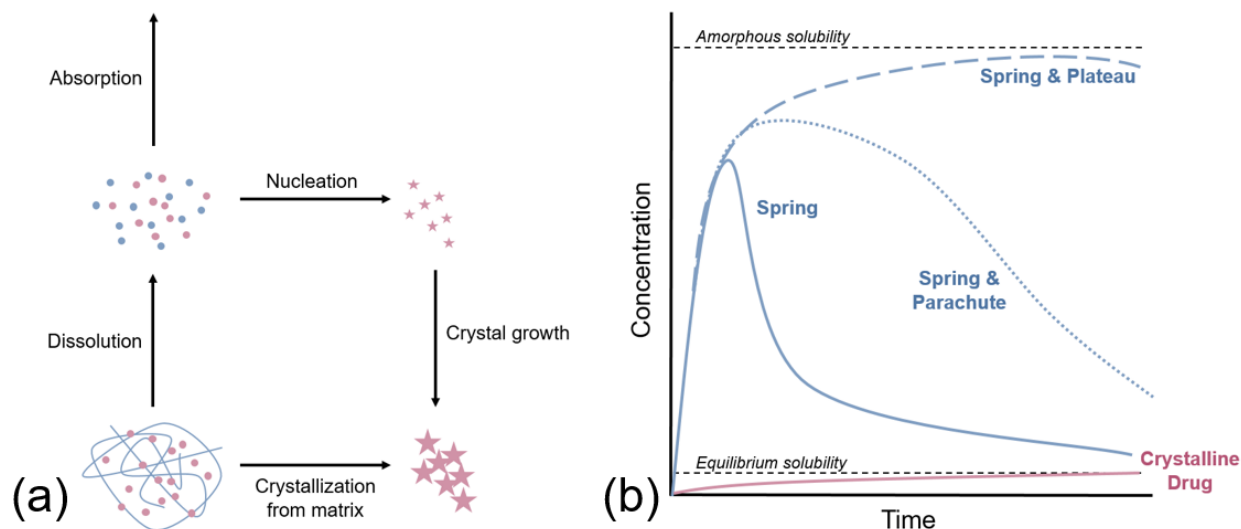 Absorption
Nucleation
Dissolution
Crystal growth
Crystallization
from matrix
(a)
Amorphous solubility
Spring & Plateau
Spring
Spring &
Parachute
Equilibrium solubility
Crystalline
Drug
Concentration
Time
(b)